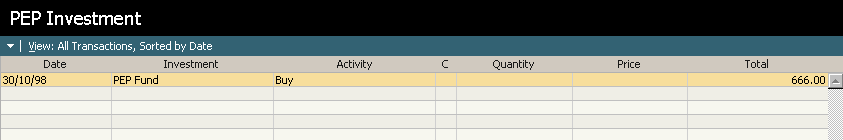 PEP Investment
View: All Transactions, Sorted by Date
Date Investment Activity C Quantity Price Total
30/10/98 PEP Fund Buy 666.00